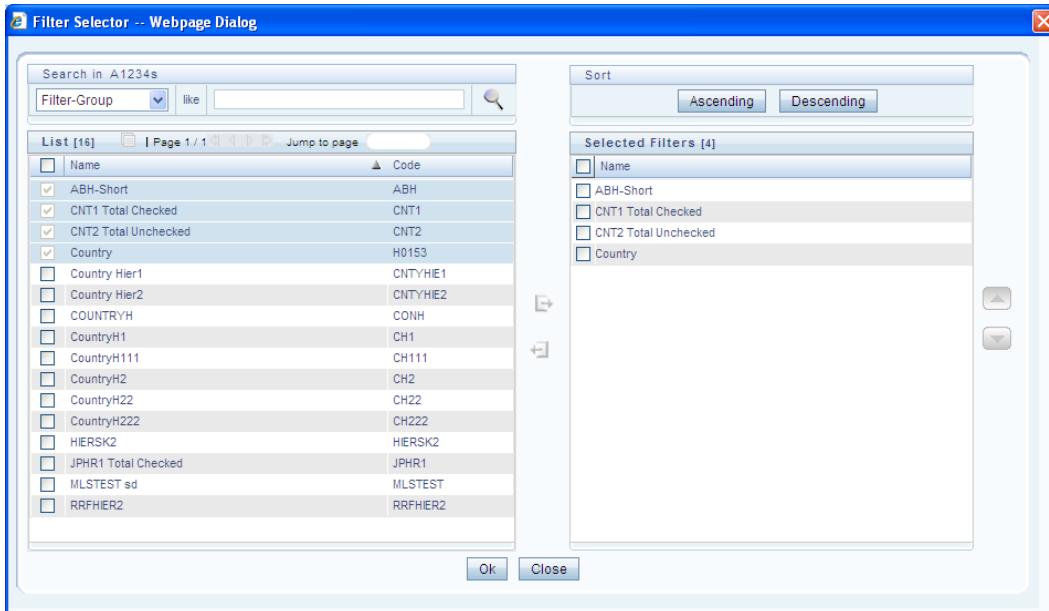 Filter Selector -- Webpage Dialog
Search in A1234s
Filter-Group like
List [16] | Page 1 / 1 Jump to page
Name Code
ABH-Short ABH
CNT1 Total Checked CNT1
CNT2 Total Unchecked CNT2
Country H0153
Country Hier1 CNTYHIE1
Country Hier2 CNTYHIE2
COUNTRYH CONH
CountryH1 CH1
CountryH111 CH111
CountryH2 CH2
CountryH22 CH22
CountryH222 CH222
HIERSK2 HIERSK2
JPHR1 Total Checked JPHR1
MLSTEST sd MLSTEST
RRFHIER2 RRFHIER2
Sort
Ascending Descending
Selected Filters [4]
Name
ABH-Short
CNT1 Total Checked
CNT2 Total Unchecked
Country
Ok Close